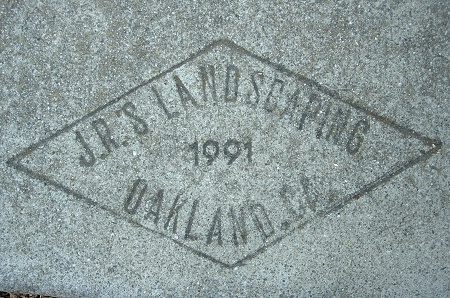 J.R.'S LANDSCAPING
1991
OAKLAND. CA.